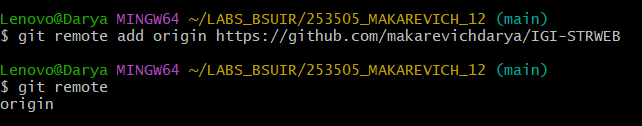 Lenovo@Darya MINGW64 ~/LABS_BSUIR/253505_MAKAREVICH_12 (main)
$ git remote add origin https://github.com/makarevichdarya/IGI-STRWEB
Lenovo@Darya MINGW64 ~/LABS_BSUIR/253505_MAKAREVICH_12 (main)
$ git remote
origin